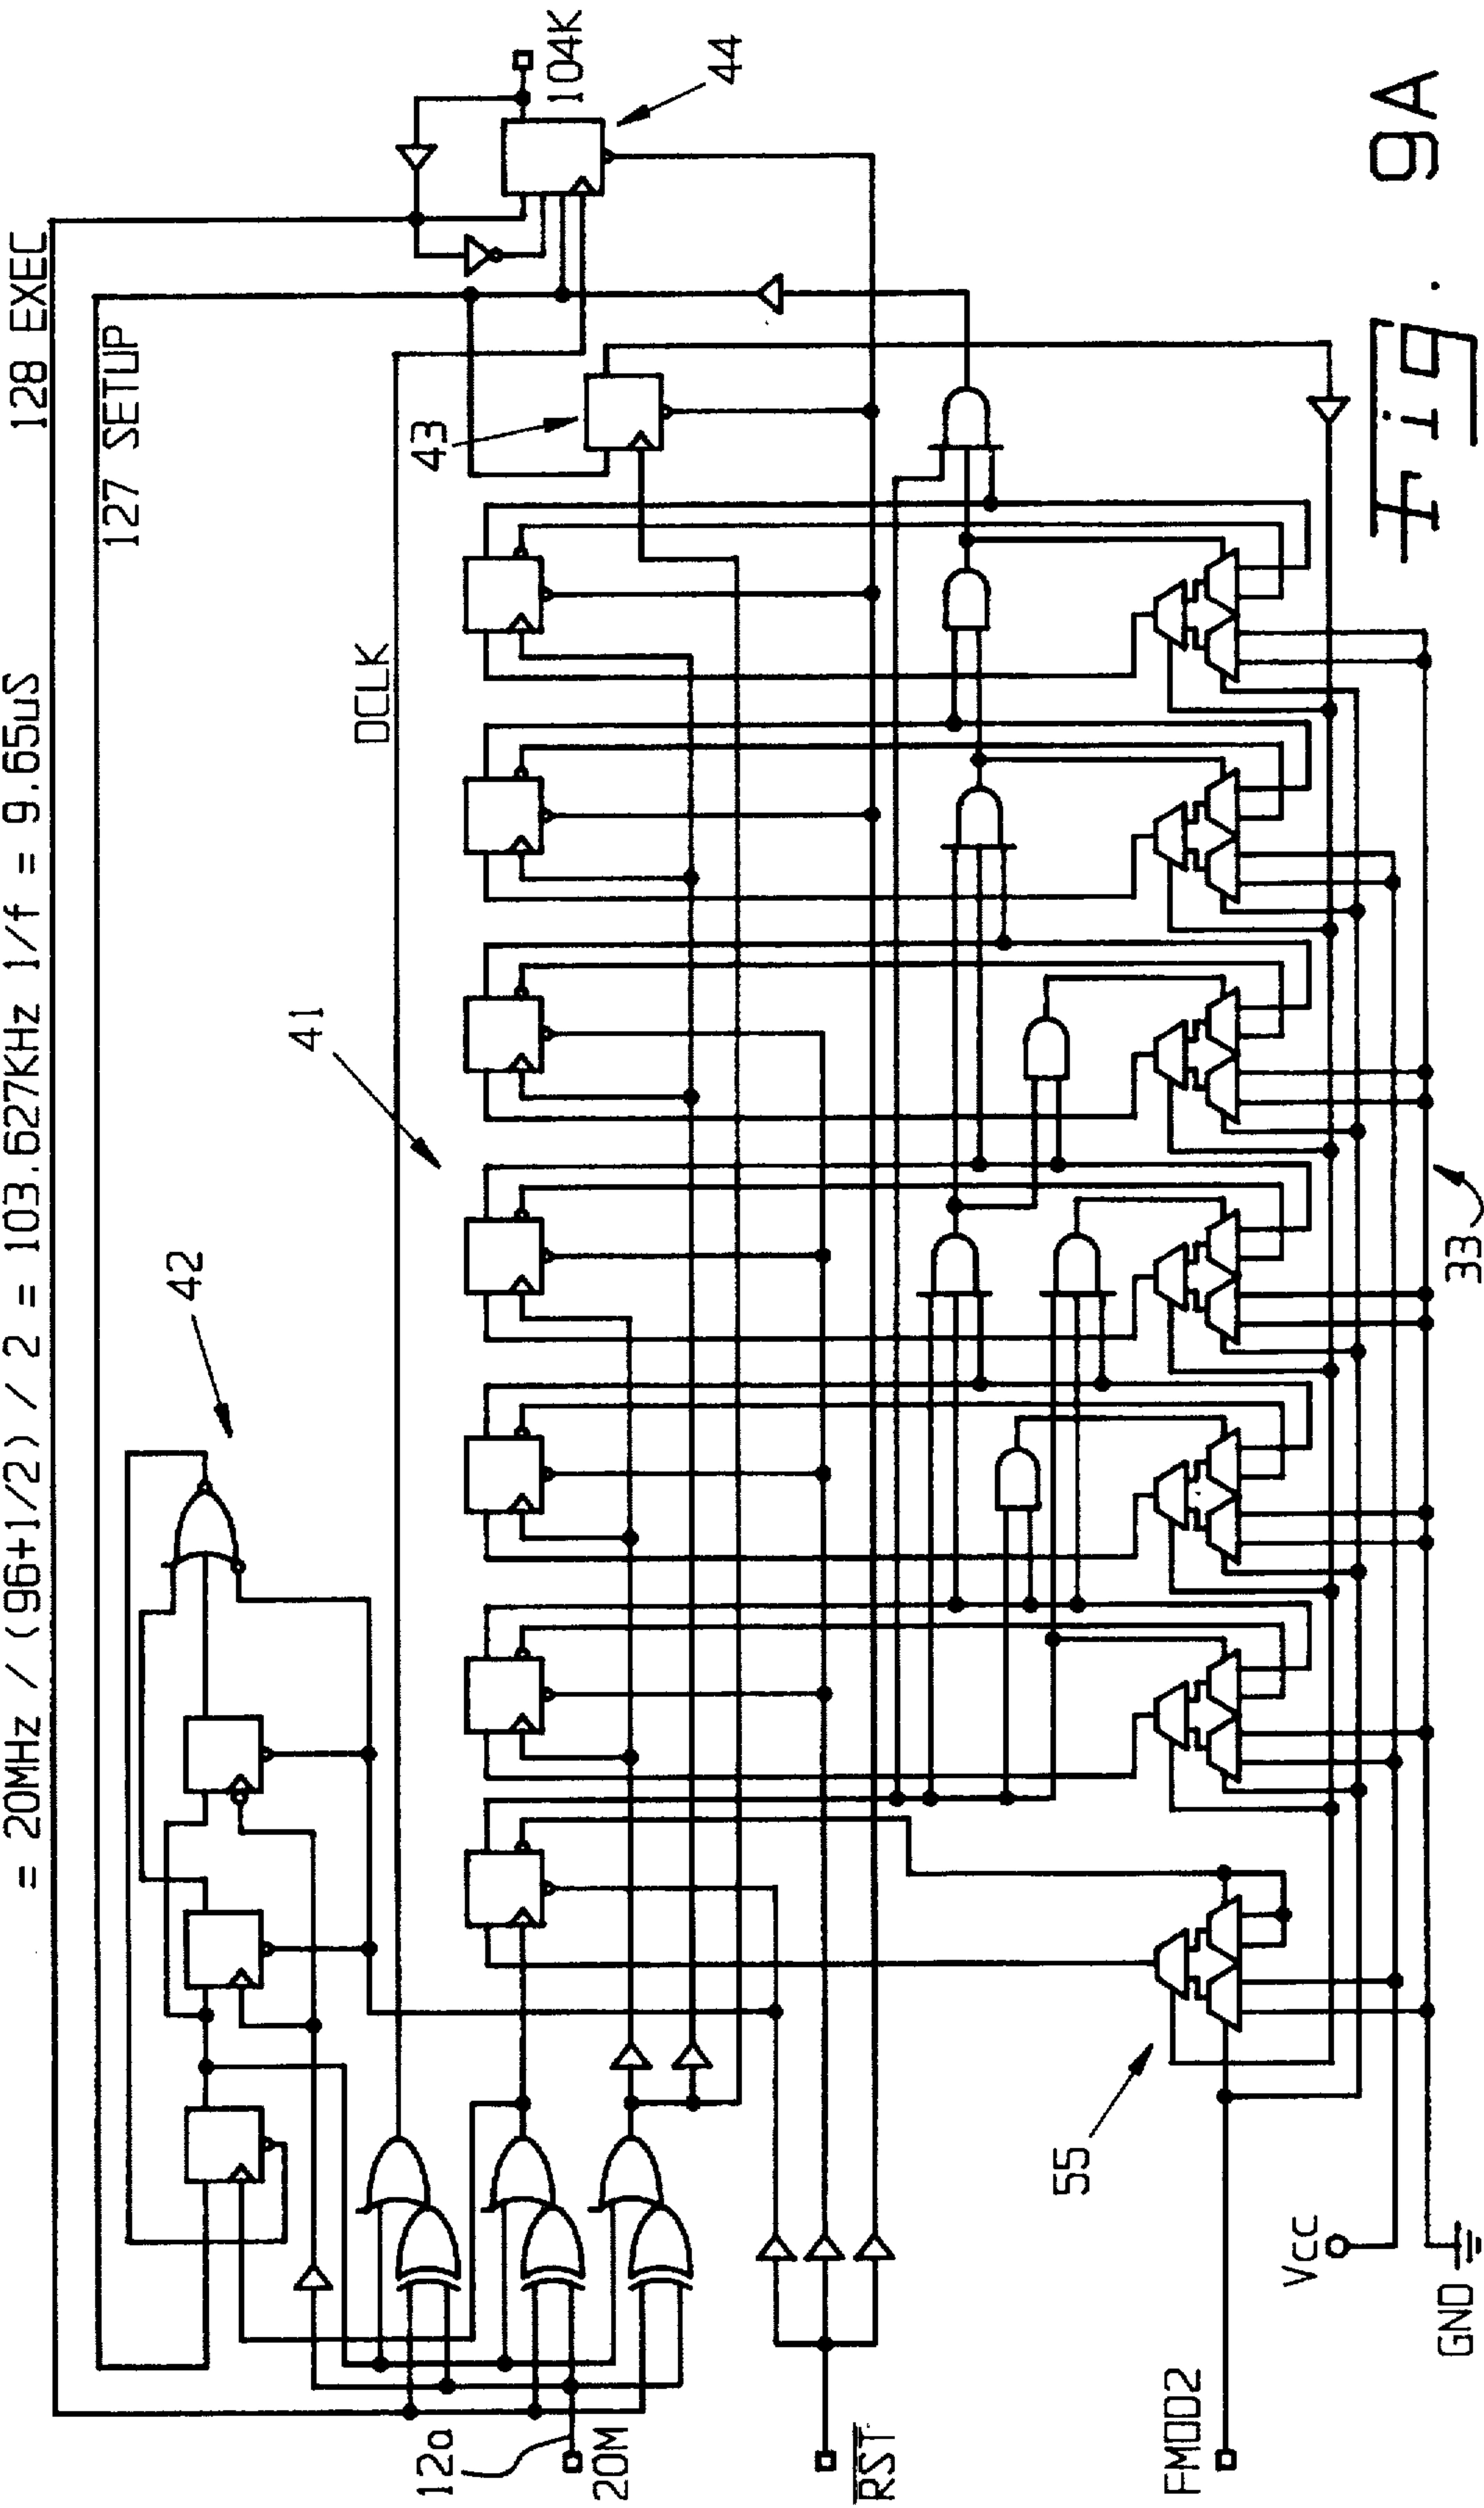 = 20MHz / (96+1/2) / 2 = 103.627KHz 1/f = 9.65uS
128 EXEC
127 SETUP
42
41
DCLK
43
44
104K
12a
20M
RST
FMOD2
55
Vcc
GND
33
Fig. 9A